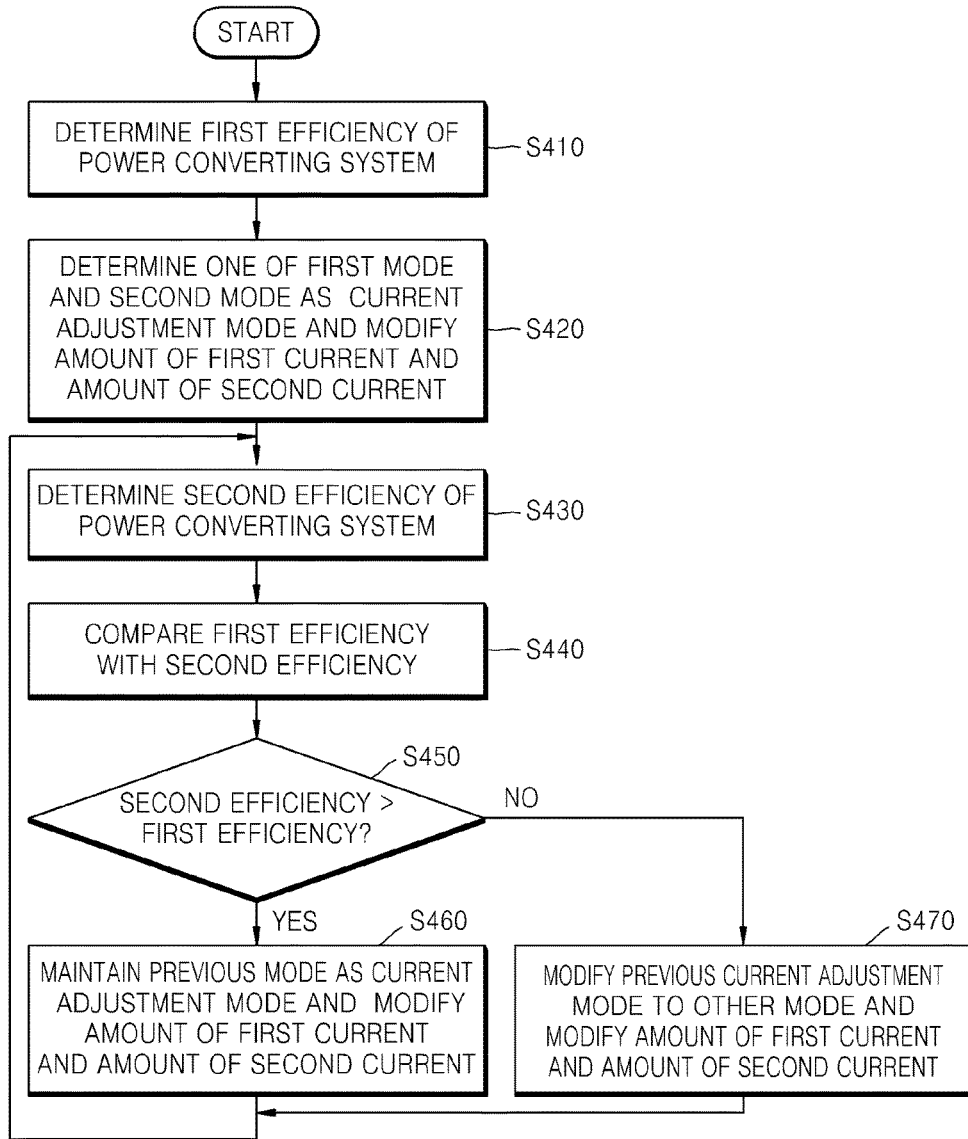 START
DETERMINE FIRST EFFICIENCY OF
POWER CONVERTING SYSTEM
S410
DETERMINE ONE OF FIRST MODE
AND SECOND MODE AS CURRENT
ADJUSTMENT MODE AND MODIFY
AMOUNT OF FIRST CURRENT AND
AMOUNT OF SECOND CURRENT
S420
DETERMINE SECOND EFFICIENCY OF
POWER CONVERTING SYSTEM
S430
COMPARE FIRST EFFICIENCY
WITH SECOND EFFICIENCY
S440
S450
SECOND EFFICIENCY >
FIRST EFFICIENCY?
NO
YES
S460
MAINTAIN PREVIOUS MODE AS CURRENT
ADJUSTMENT MODE AND MODIFY
AMOUNT OF FIRST CURRENT
AND AMOUNT OF SECOND CURRENT
S470
MODIFY PREVIOUS CURRENT ADJUSTMENT
MODE TO OTHER MODE AND
MODIFY AMOUNT OF FIRST CURRENT
AND AMOUNT OF SECOND CURRENT